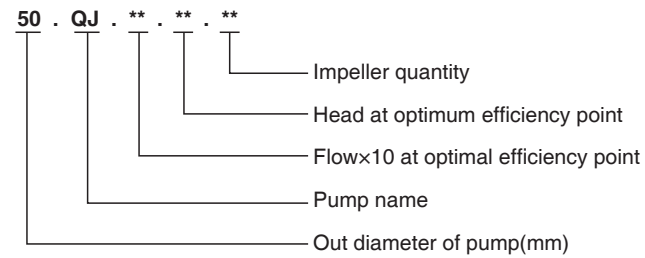 50 . QJ . ** . ** . **
Impeller quantity
Head at optimum efficiency point
Flow×10 at optimal efficiency point
Pump name
Out diameter of pump(mm)